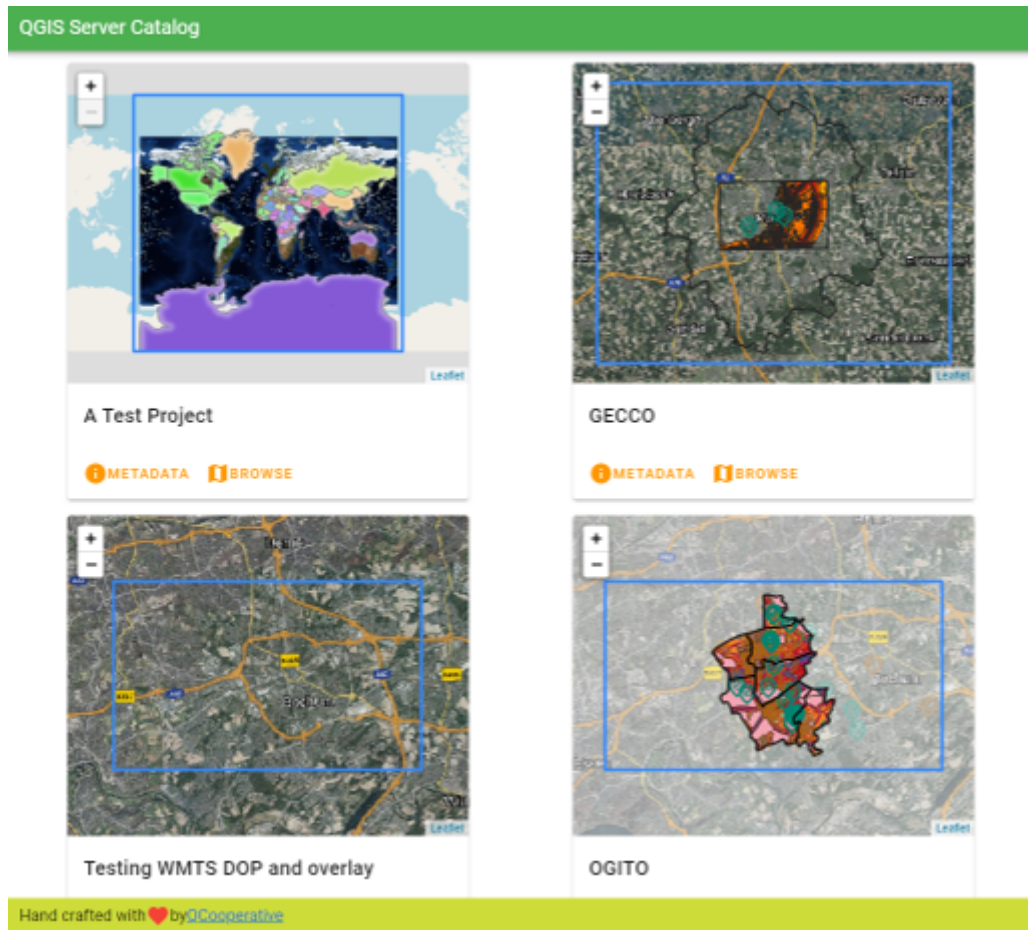 QGIS Server Catalog
+
−
Leaflet
A Test Project
METADATA BROWSE
+
−
Leaflet
GECCO
METADATA BROWSE
+
−
Leaflet
Testing WMTS DOP and overlay
+
−
Leaflet
OGITO
Hand crafted with ❤ by QCooperative